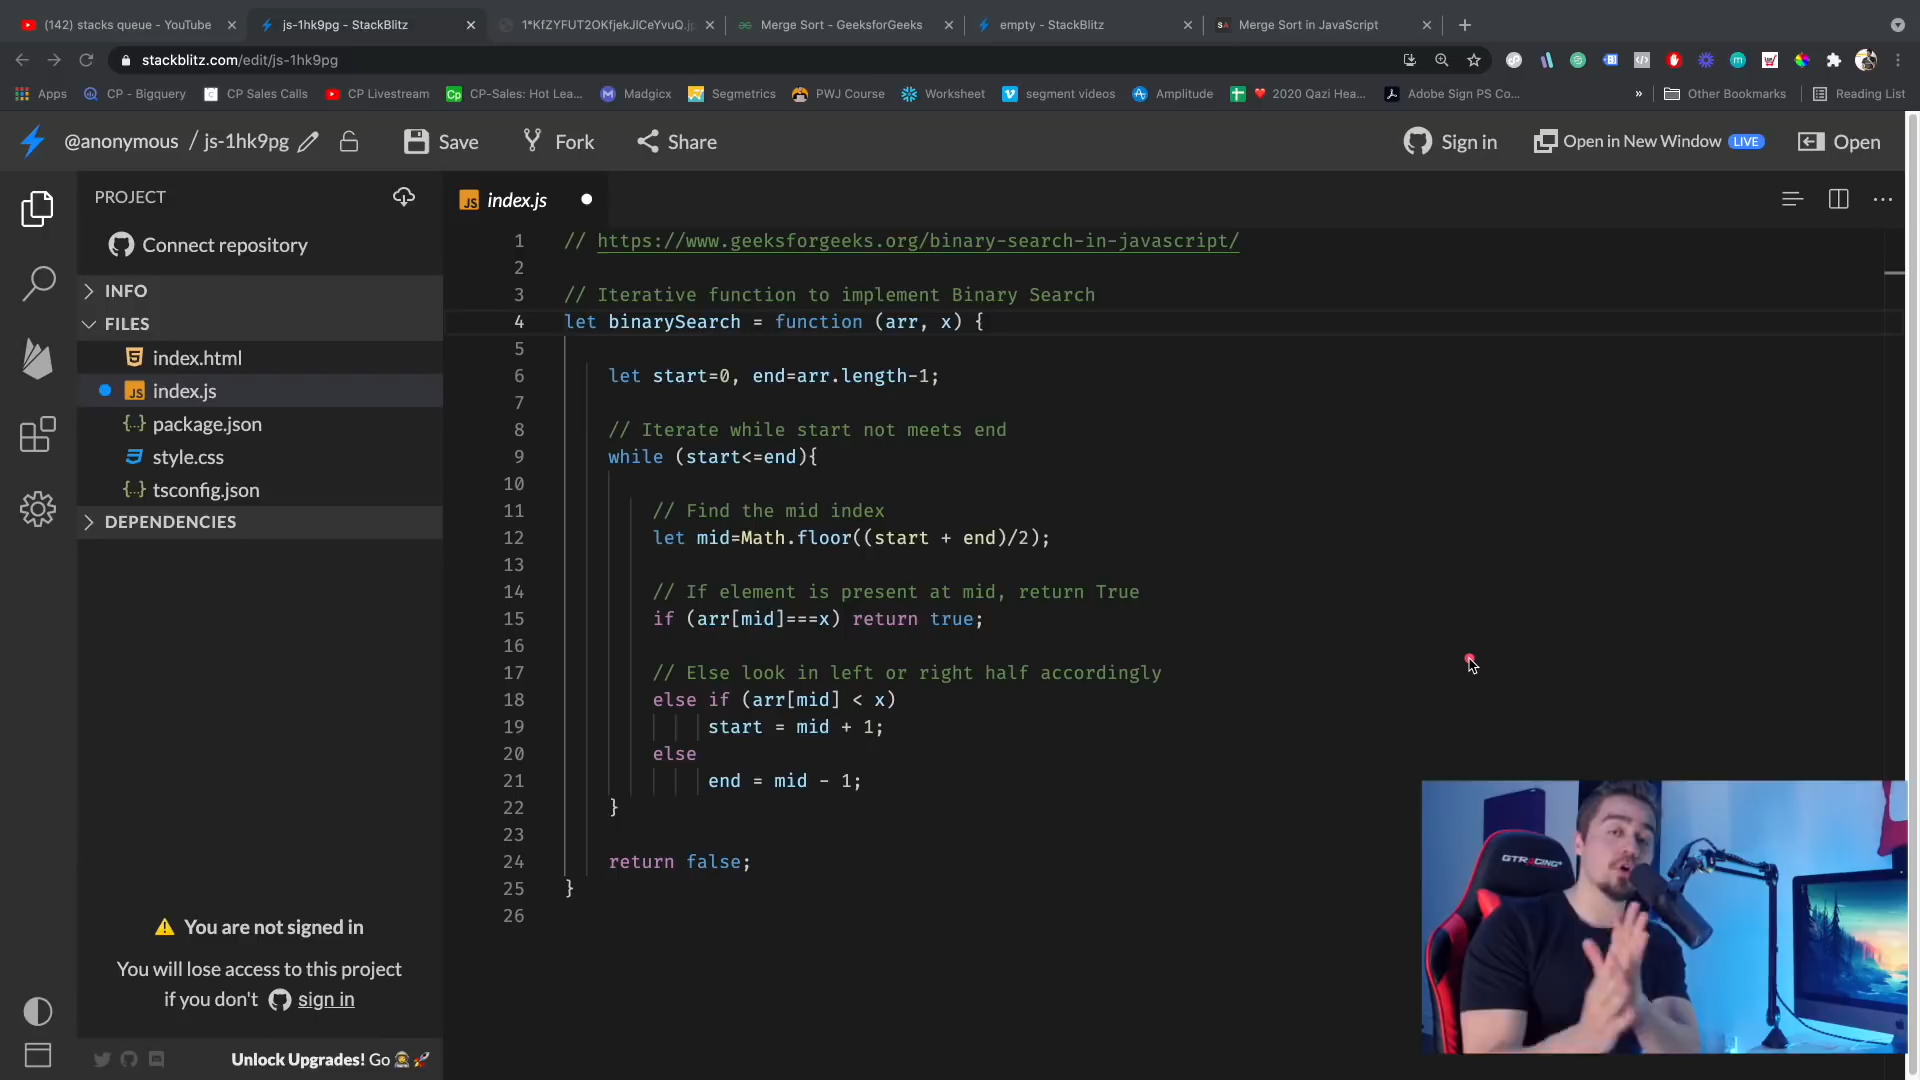 (142) stacks queue - YouTube
js-1hk9pg - StackBlitz
1*KfZYFUT2OKfjekJlCeYvuQ.jp
Merge Sort - GeeksforGeeks
empty - StackBlitz
Merge Sort in JavaScript
stackblitz.com/edit/js-1hk9pg
Apps
CP - Bigquery
CP Sales Calls
CP Livestream
CP-Sales: Hot Lea...
Madgicx
Segmetrics
PWJ Course
Worksheet
segment videos
Amplitude
2020 Qazi Hea...
Adobe Sign PS Co...
»
Other Bookmarks
Reading List
@anonymous / js-1hk9pg
Save
Fork
Share
Sign in
Open in New Window LIVE
Open
PROJECT
Connect repository
INFO
FILES
index.html
JS index.js
{..} package.json
style.css
{..} tsconfig.json
DEPENDENCIES
You are not signed in
You will lose access to this project
if you don't sign in
Unlock Upgrades! Go
JS index.js
1 // https://www.geeksforgeeks.org/binary-search-in-javascript/
2
3 // Iterative function to implement Binary Search
4 let binarySearch = function (arr, x) {
5
6 let start=0, end=arr.length-1;
7
8 // Iterate while start not meets end
9 while (start<=end){
10
11 // Find the mid index
12 let mid=Math.floor((start + end)/2);
13
14 // If element is present at mid, return True
15 if (arr[mid]===x) return true;
16
17 // Else look in left or right half accordingly
18 else if (arr[mid] < x)
19 start = mid + 1;
20 else
21 end = mid - 1;
22 }
23
24 return false;
25 }
26
GTRACING